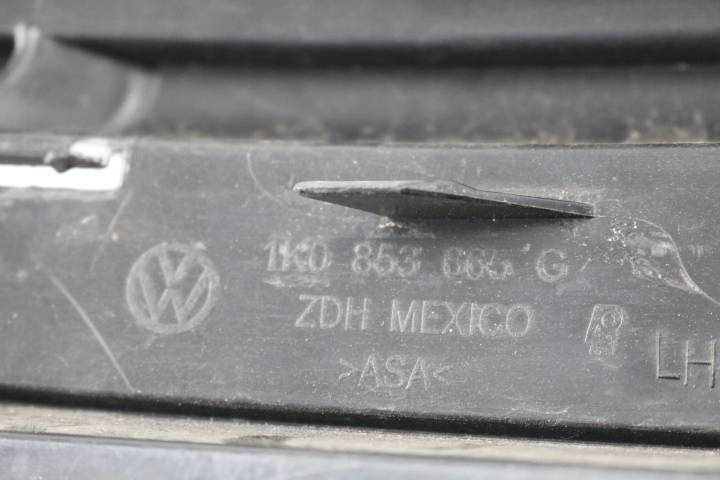 1K0 853 665 G
ZDH MEXICO
>ASA<
LH